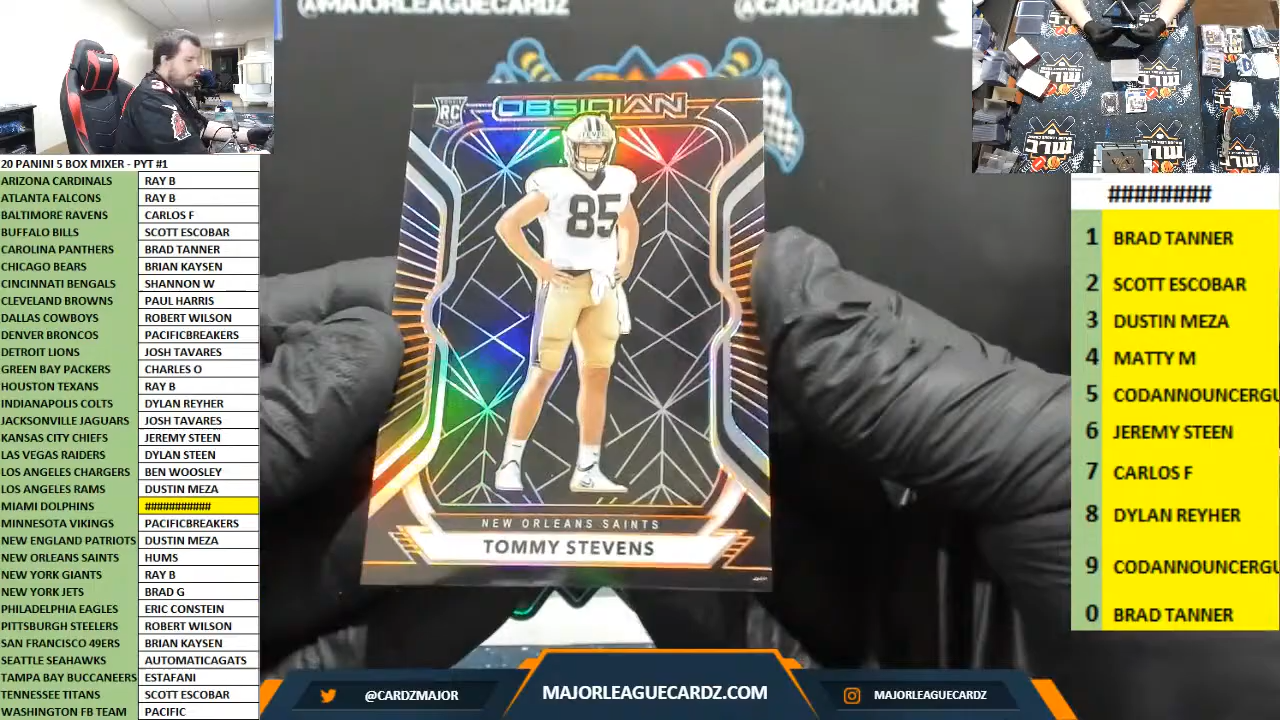 @MAJORLEAGUECARDZ
@CARDZMAJOR
20 PANINI 5 BOX MIXER - PYT #1
ARIZONA CARDINALS RAY B
ATLANTA FALCONS RAY B
BALTIMORE RAVENS CARLOS F
BUFFALO BILLS SCOTT ESCOBAR
CAROLINA PANTHERS BRAD TANNER
CHICAGO BEARS BRIAN KAYSEN
CINCINNATI BENGALS SHANNON W
CLEVELAND BROWNS PAUL HARRIS
DALLAS COWBOYS ROBERT WILSON
DENVER BRONCOS PACIFICBREAKERS
DETROIT LIONS JOSH TAVARES
GREEN BAY PACKERS CHARLES O
HOUSTON TEXANS RAY B
INDIANAPOLIS COLTS DYLAN REYHER
JACKSONVILLE JAGUARS JOSH TAVARES
KANSAS CITY CHIEFS JEREMY STEEN
LAS VEGAS RAIDERS DYLAN STEEN
LOS ANGELES CHARGERS BEN WOOSLEY
LOS ANGELES RAMS DUSTIN MEZA
MIAMI DOLPHINS ###########
MINNESOTA VIKINGS PACIFICBREAKERS
NEW ENGLAND PATRIOTS DUSTIN MEZA
NEW ORLEANS SAINTS HUMS
NEW YORK GIANTS RAY B
NEW YORK JETS BRAD G
PHILADELPHIA EAGLES ERIC CONSTEIN
PITTSBURGH STEELERS ROBERT WILSON
SAN FRANCISCO 49ERS BRIAN KAYSEN
SEATTLE SEAHAWKS AUTOMATICAGATS
TAMPA BAY BUCCANEERS ESTAFANI
TENNESSEE TITANS SCOTT ESCOBAR
WASHINGTON FB TEAM PACIFIC
RC
OBSIDIAN
85
NEW ORLEANS SAINTS
TOMMY STEVENS
@CARDZMAJOR
MAJORLEAGUECARDZ.COM
MAJORLEAGUECARDZ
########
1 BRAD TANNER
2 SCOTT ESCOBAR
3 DUSTIN MEZA
4 MATTY M
5 CODANNOUNCERGU
6 JEREMY STEEN
7 CARLOS F
8 DYLAN REYHER
9 CODANNOUNCERGU
0 BRAD TANNER